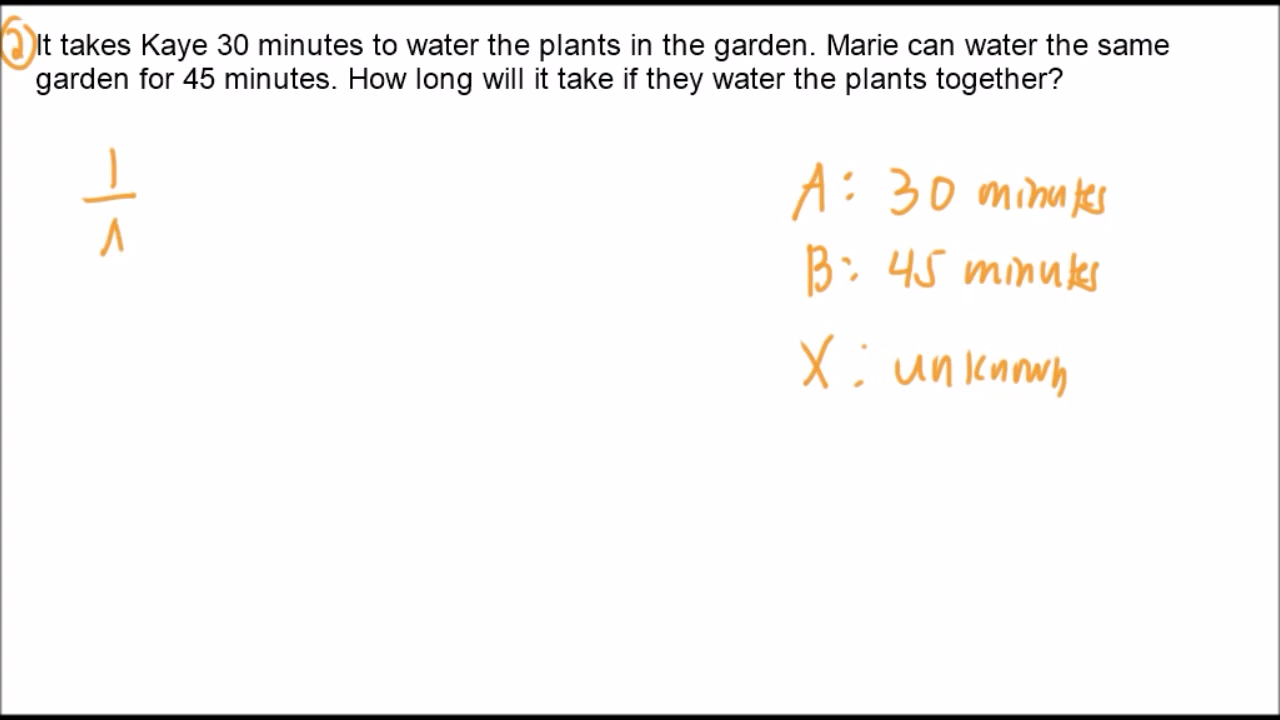 2 It takes Kaye 30 minutes to water the plants in the garden. Marie can water the same
garden for 45 minutes. How long will it take if they water the plants together?
1
A: 30 minutes
B: 45 minutes
X: unknown